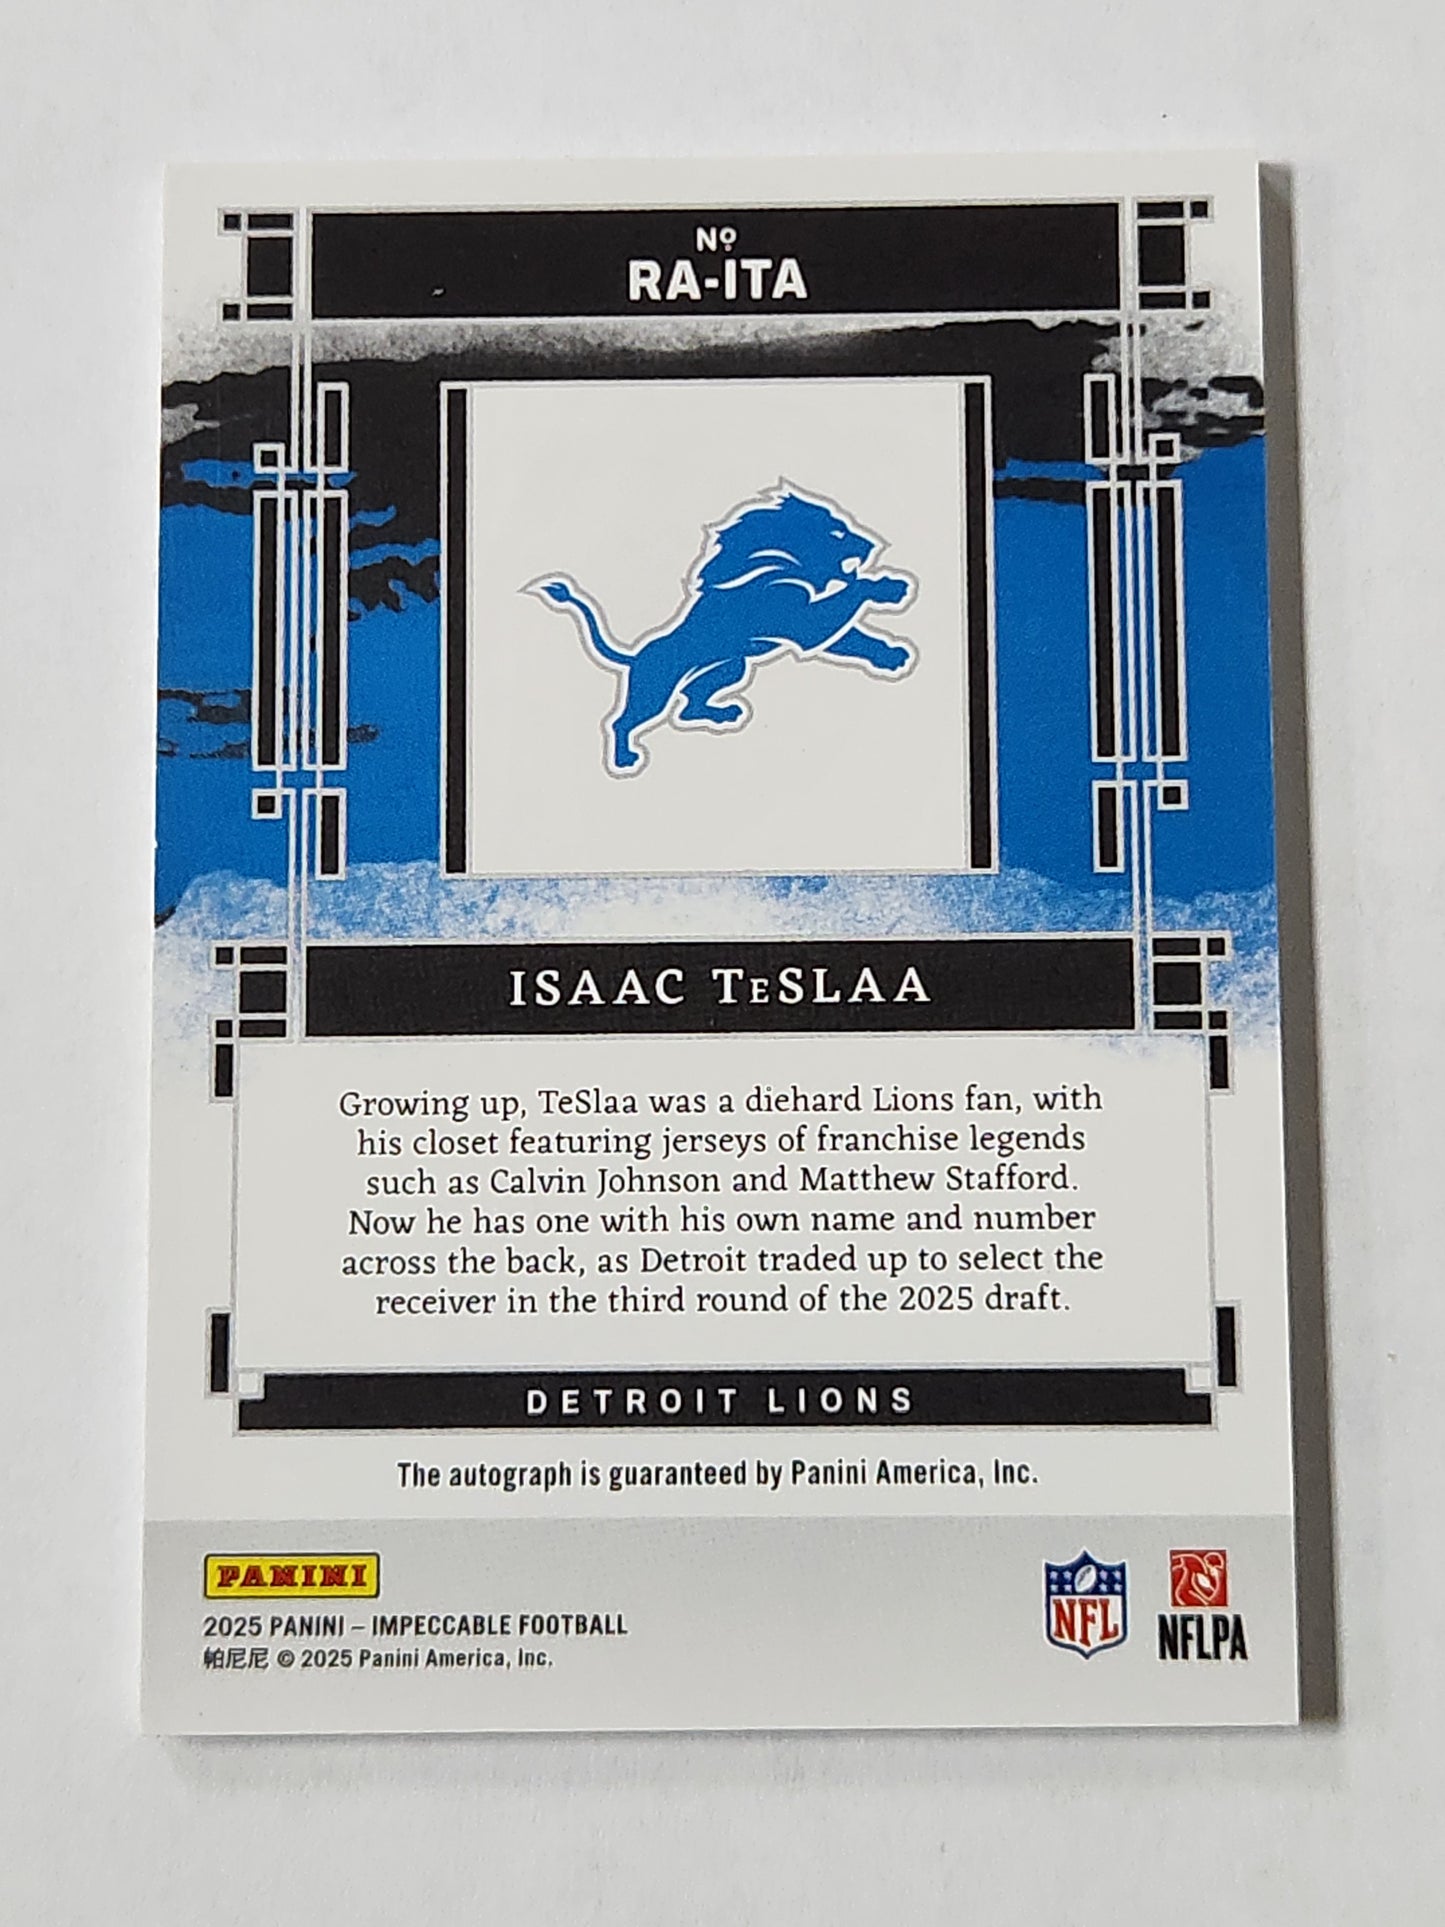 Nº
RA-ITA
ISAAC TeSLAA
Growing up, TeSlaa was a diehard Lions fan, with
his closet featuring jerseys of franchise legends
such as Calvin Johnson and Matthew Stafford.
Now he has one with his own name and number
across the back, as Detroit traded up to select the
receiver in the third round of the 2025 draft.
DETROIT LIONS
The autograph is guaranteed by Panini America, Inc.
PANINI
2025 PANINI – IMPECCABLE FOOTBALL
帕尼尼 © 2025 Panini America, Inc.
NFL
NFLPA